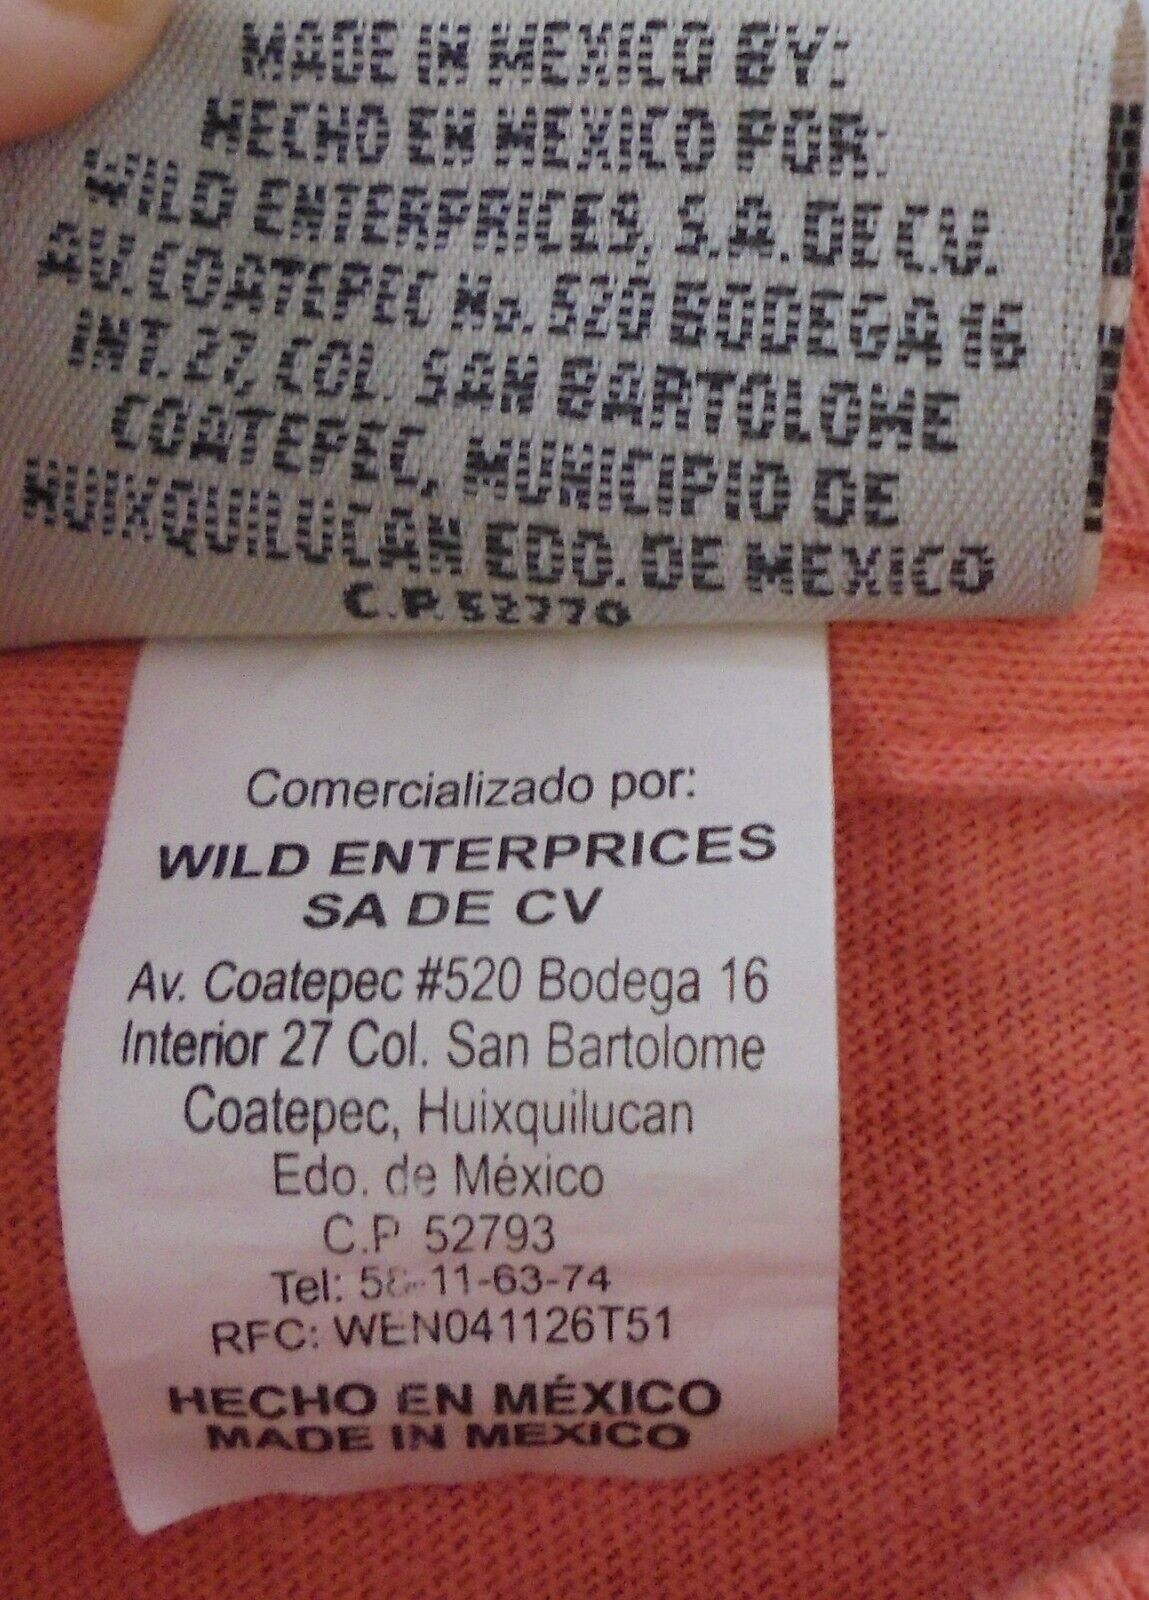 MADE IN MEXICO BY:
HECHO EN MEXICO POR:
WILD ENTERPRICES, S.A. DE C.V.
AV. COATEPEC No. 520 BODEGA 16
INT. 27, COL. SAN BARTOLOME
COATEPEC, MUNICIPIO DE
HUIXQUILUCAN EDO. DE MEXICO
C.P. 52770
Comercializado por:
WILD ENTERPRICES
SA DE CV
Av. Coatepec #520 Bodega 16
Interior 27 Col. San Bartolome
Coatepec, Huixquilucan
Edo. de México
C.P 52793
Tel: 58-11-63-74
RFC: WEN041126T51
HECHO EN MÉXICO
MADE IN MEXICO